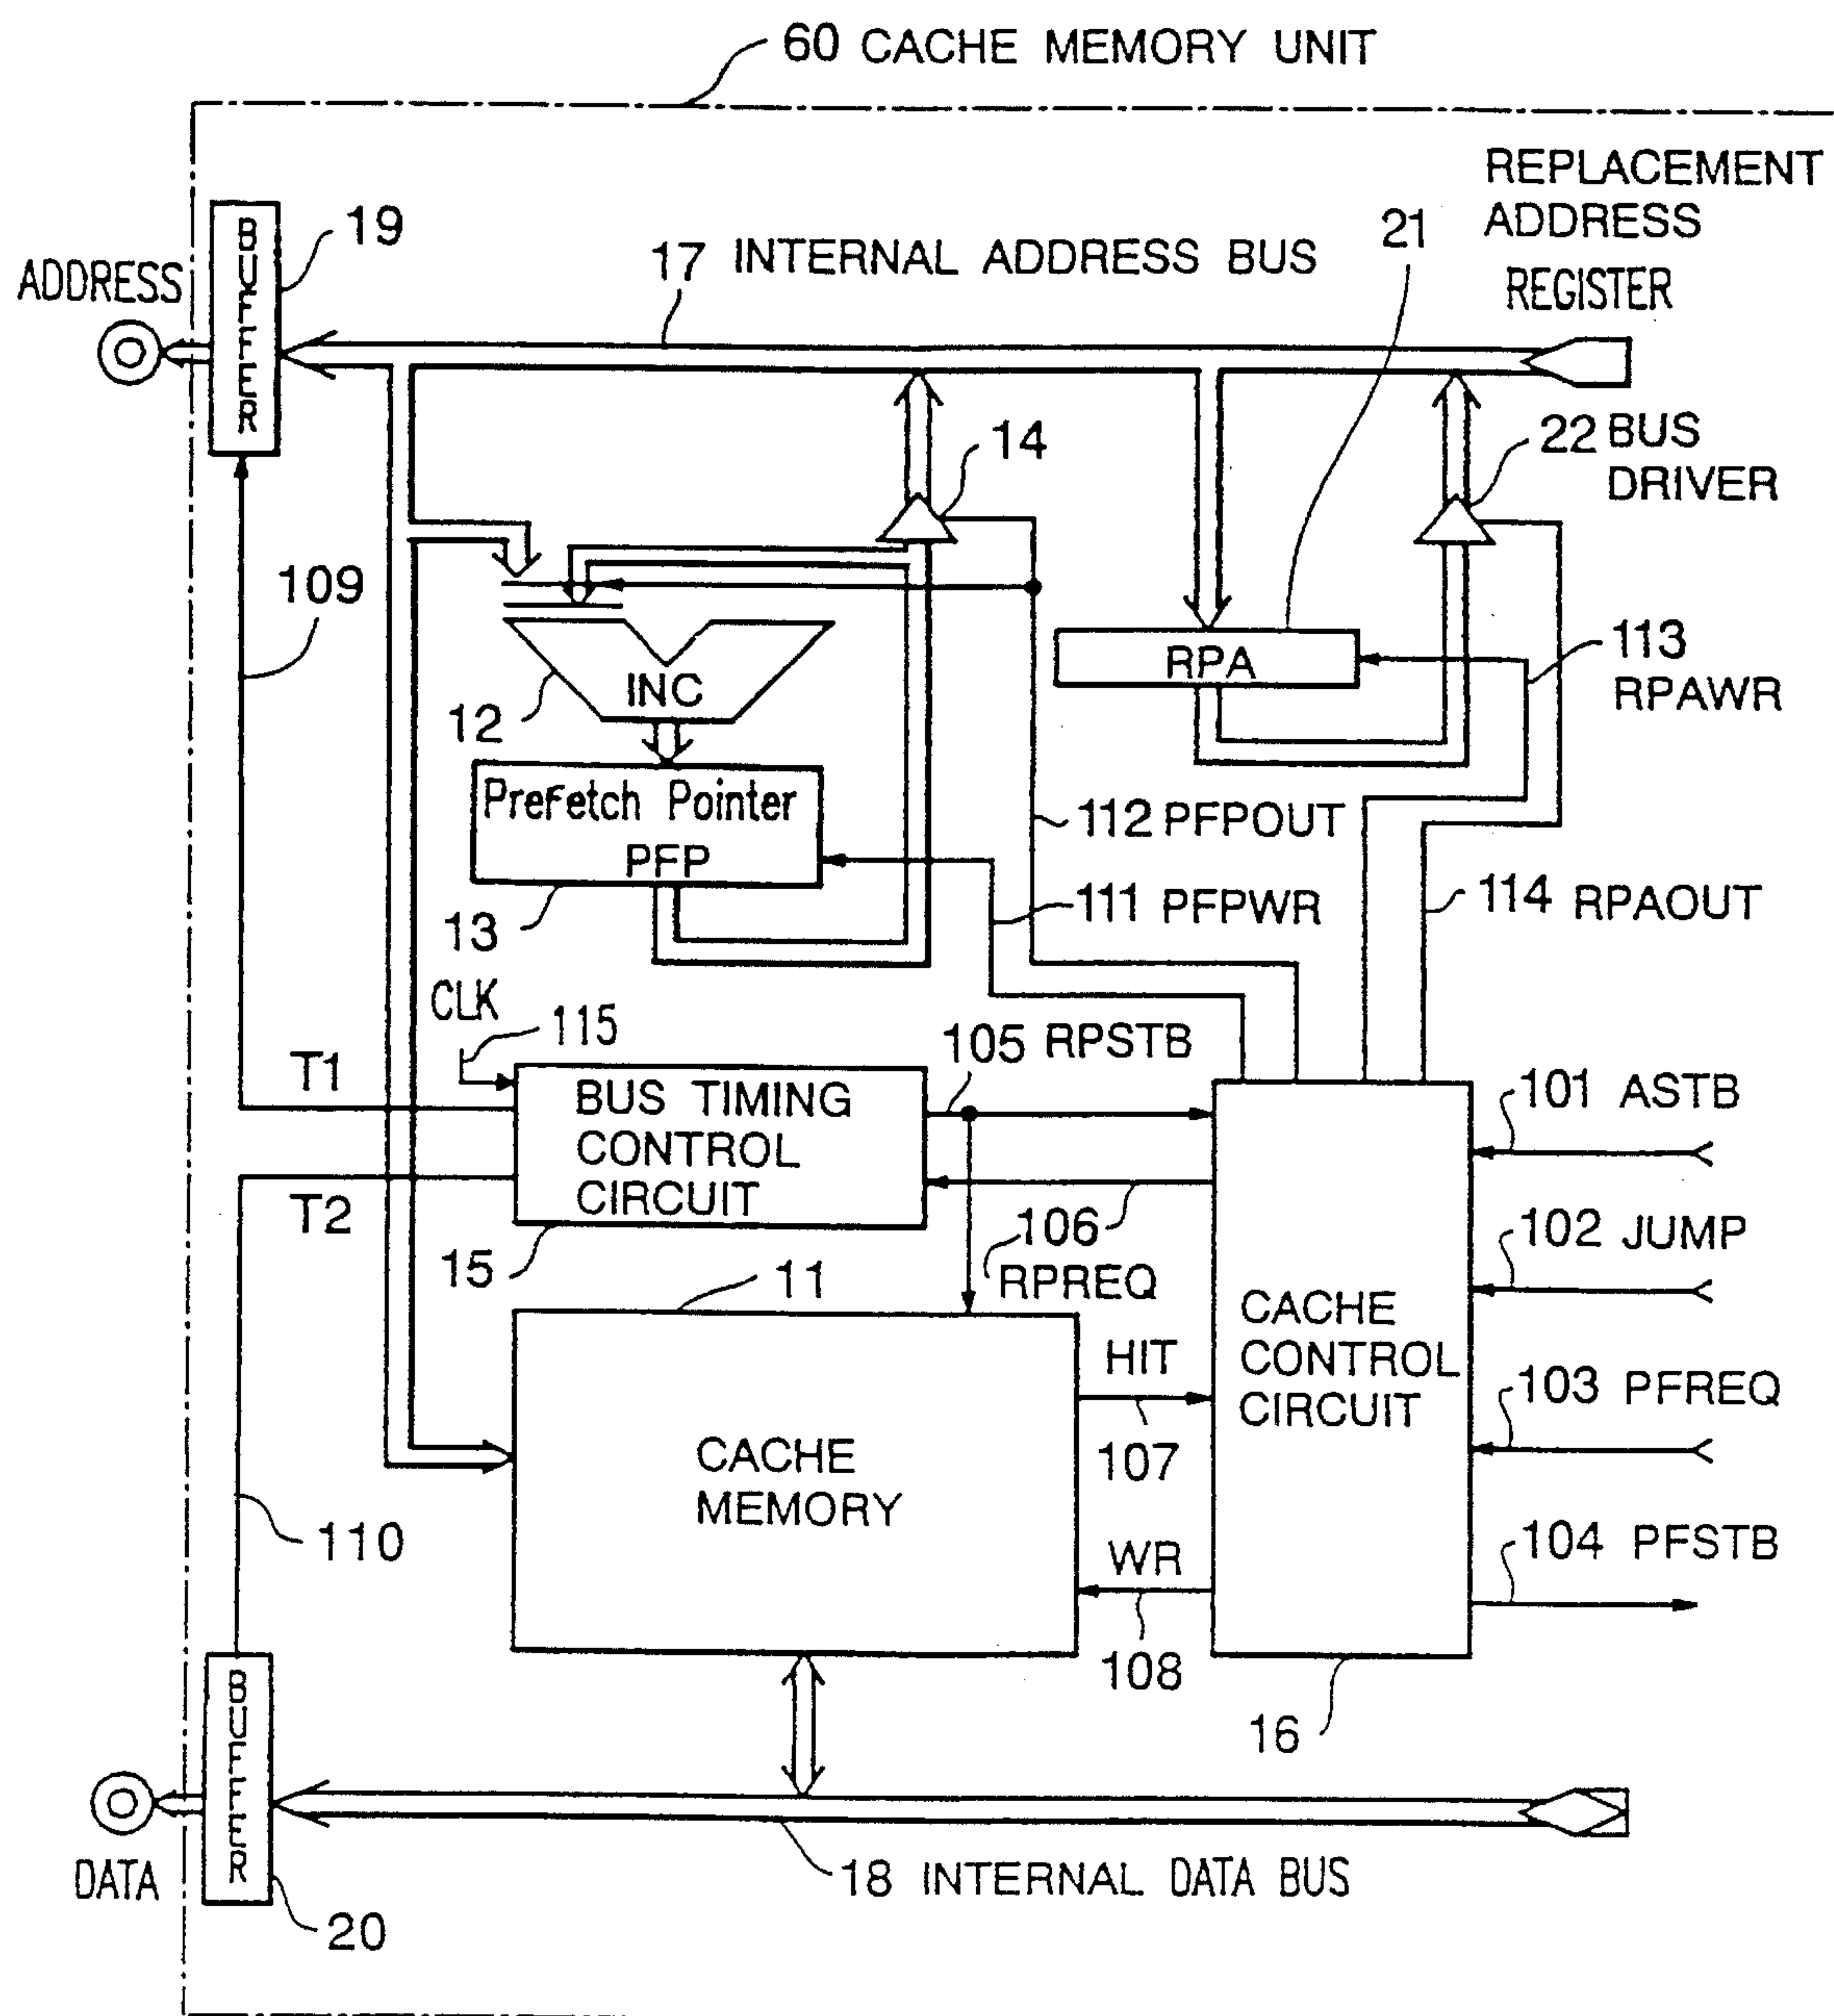 60 CACHE MEMORY UNIT
REPLACEMENT
ADDRESS
REGISTER
21
19
BUFFER
ADDRESS
17 INTERNAL ADDRESS BUS
14
22 BUS
DRIVER
109
12
INC
RPA
113
RPAWR
PreFetch Pointer
PFP
13
112 PFPOUT
111 PFPWR
114 RPAOUT
CLK
115
T1
T2
BUS TIMING
CONTROL
CIRCUIT
15
105 RPSTB
106
RPREQ
101 ASTB
102 JUMP
103 PFREQ
104 PFSTB
11
CACHE
MEMORY
HIT
107
WR
108
CACHE
CONTROL
CIRCUIT
16
110
BUFFER
DATA
20
18 INTERNAL DATA BUS